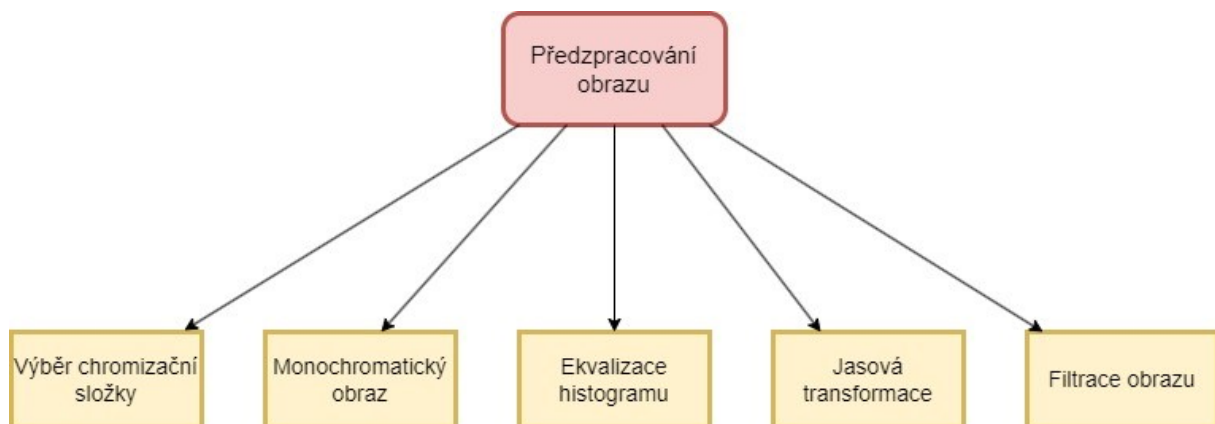 Předzpracování
obrazu
Výběr chromizační
složky
Monochromatický
obraz
Ekvalizace
histogramu
Jasová
transformace
Filtrace obrazu